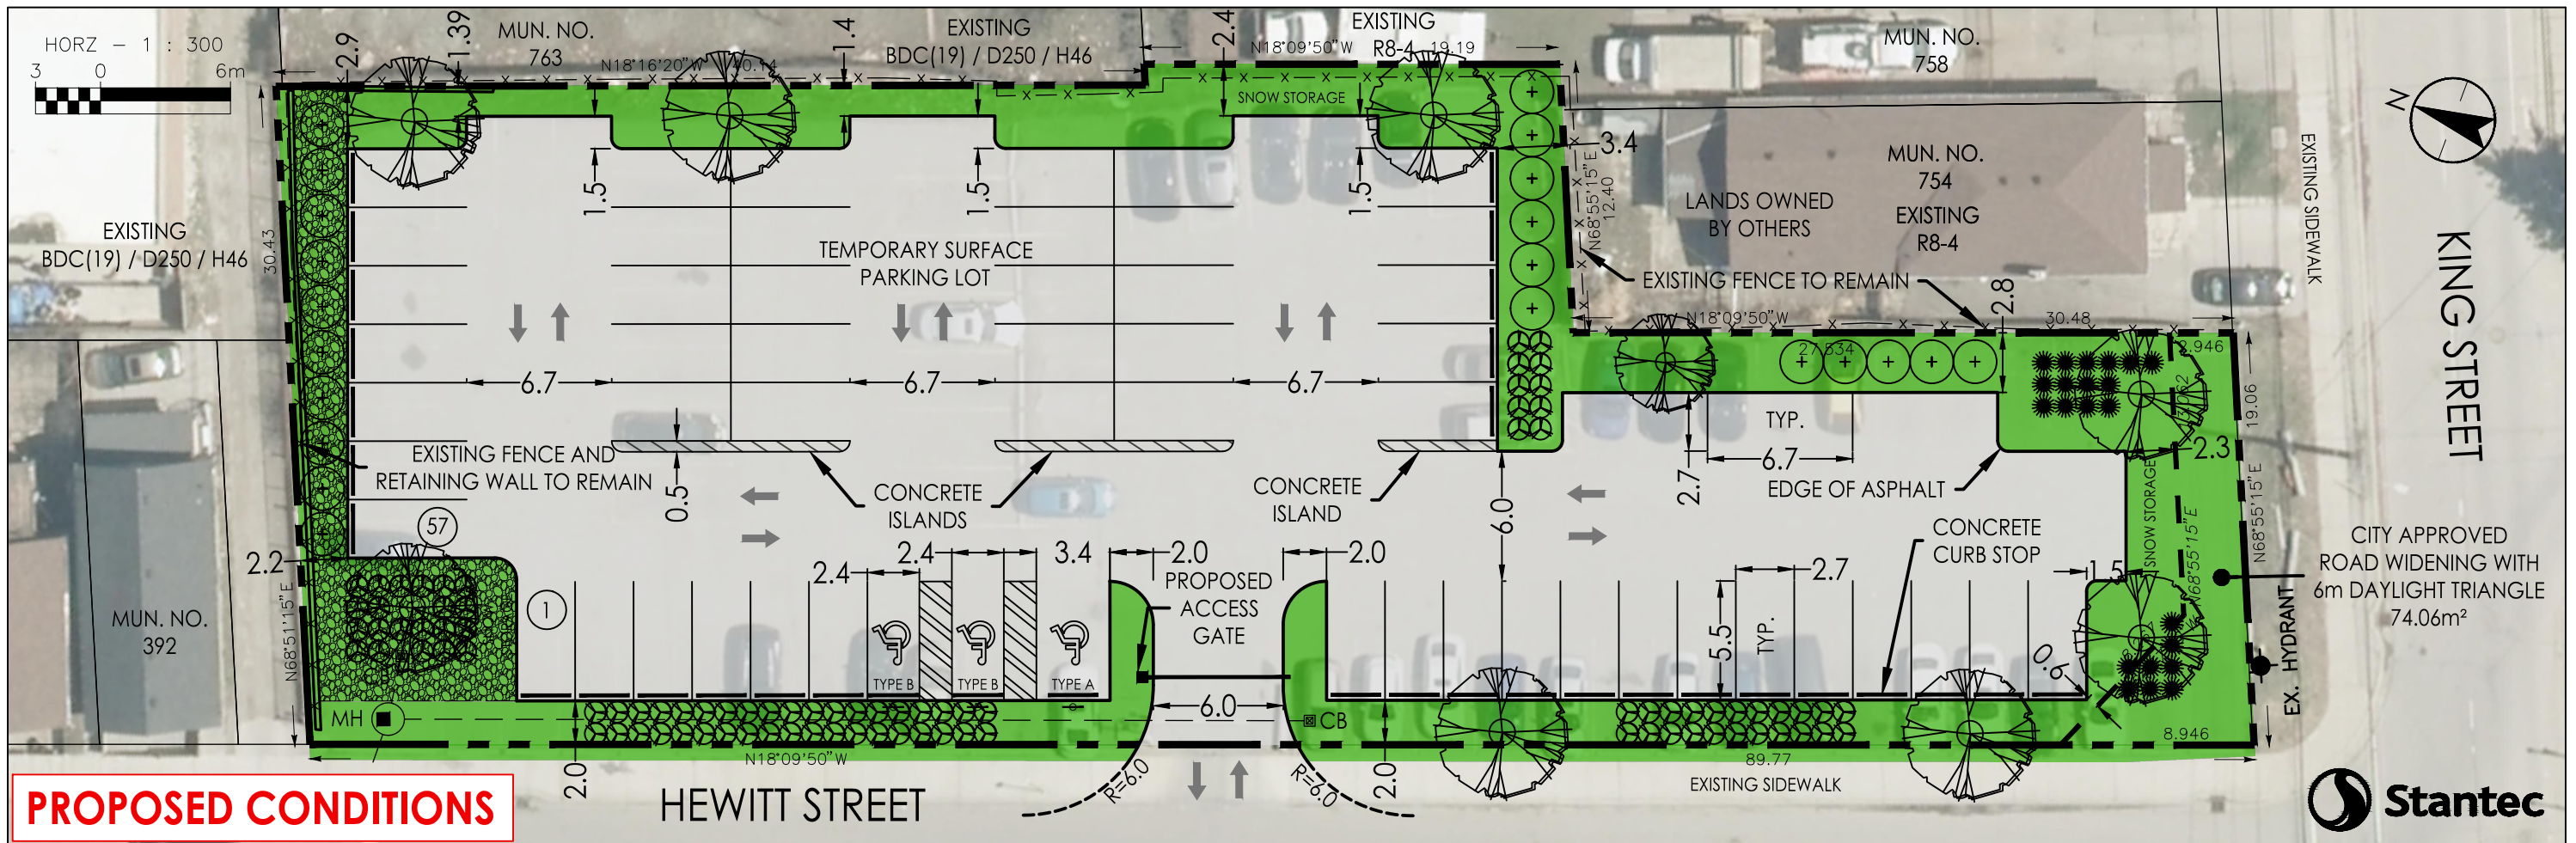 HORZ - 1 : 300
3 0 6m
2.9
1.39
MUN. NO.
763
N18°16'20"W 40.14
1.4
EXISTING
BDC(19) / D250 / H46
2.4
EXISTING
R8-4
N18°09'50"W
19.19
SNOW STORAGE
MUN. NO.
758
N
EXISTING SIDEWALK
KING STREET
EXISTING
BDC(19) / D250 / H46
30.43
1.5
1.5
1.5
3.4
N68°55'15"E
12.40
MUN. NO.
754
EXISTING
R8-4
LANDS OWNED
BY OTHERS
TEMPORARY SURFACE
PARKING LOT
EXISTING FENCE TO REMAIN
N18°09'50"W
30.48
2.8
27.534
8.946
19.06
6.7
6.7
6.7
TYP.
6.7
2.7
2.3
EXISTING FENCE AND
RETAINING WALL TO REMAIN
0.5
CONCRETE
ISLANDS
CONCRETE
ISLAND
6.0
EDGE OF ASPHALT
SNOW STORAGE
N68°55'15"E
N68°55'15"E
57
2.2
1
2.4
2.4
3.4
2.0
2.0
PROPOSED
ACCESS
GATE
CONCRETE
CURB STOP
2.7
5.5
TYP.
1.5
0.6
CITY APPROVED
ROAD WIDENING WITH
6m DAYLIGHT TRIANGLE
74.06m²
EX. HYDRANT
MUN. NO.
392
N68°51'15"E
TYPE B
TYPE B
TYPE A
MH
6.0
CB
8.946
2.0
N18°09'50"W
R=6.0
R=6.0
2.0
89.77
EXISTING SIDEWALK
PROPOSED CONDITIONS
HEWITT STREET
Stantec